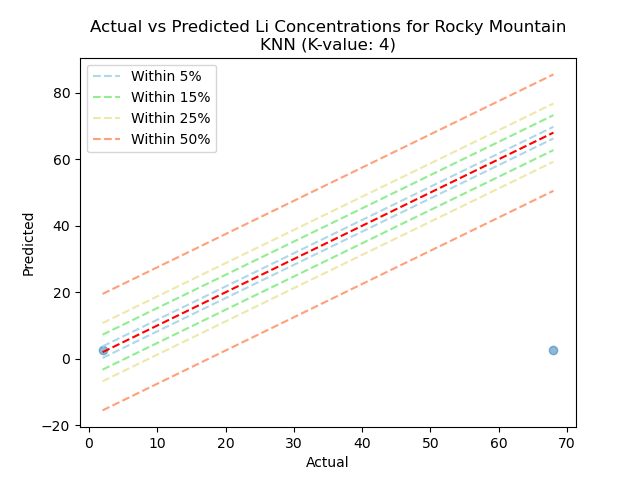 Actual vs Predicted Li Concentrations for Rocky Mountain
KNN (K-value: 4)
Within 5%
Within 15%
Within 25%
Within 50%
80
60
40
20
0
−20
Predicted
0 10 20 30 40 50 60 70
Actual